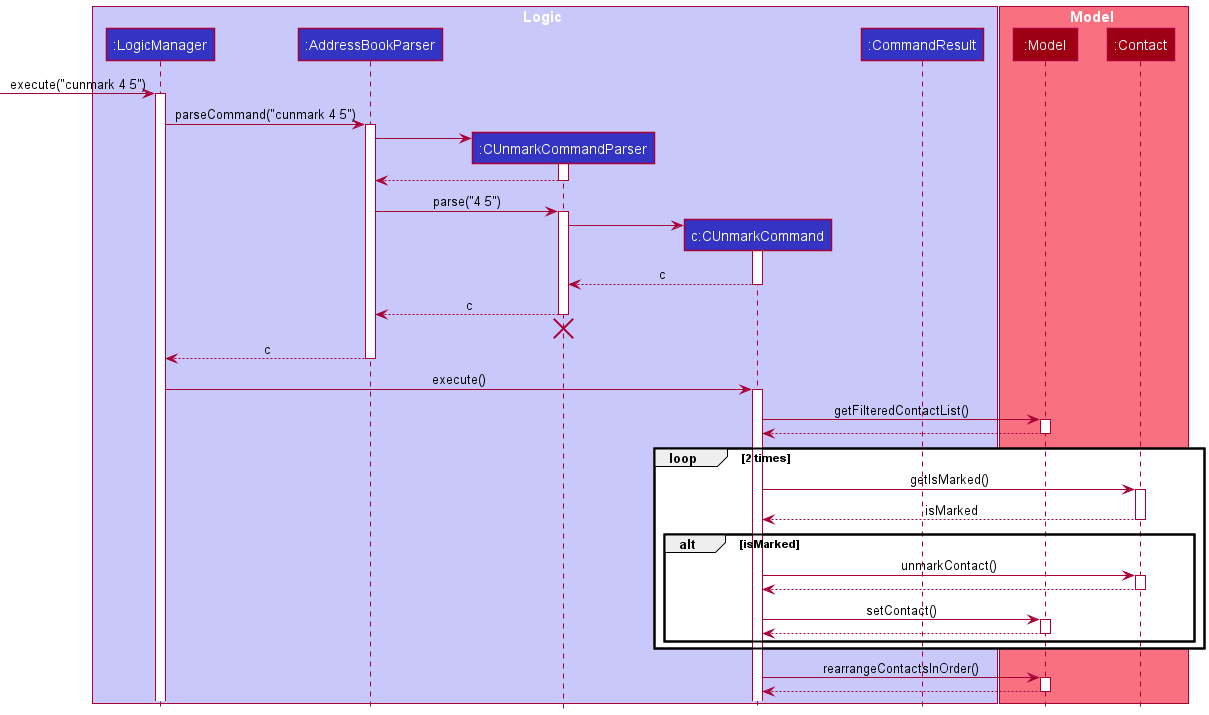 Logic
Model
:LogicManager
:AddressBookParser
:CommandResult
:Model
:Contact
execute("cunmark 4 5")
parseCommand("cunmark 4 5")
:CUnmarkCommandParser
parse("4 5")
c:CUnmarkCommand
c
c
c
execute()
getFilteredContactList()
loop
[2 times]
getIsMarked()
isMarked
alt
[isMarked]
unmarkContact()
setContact()
rearrangeContactsInOrder()